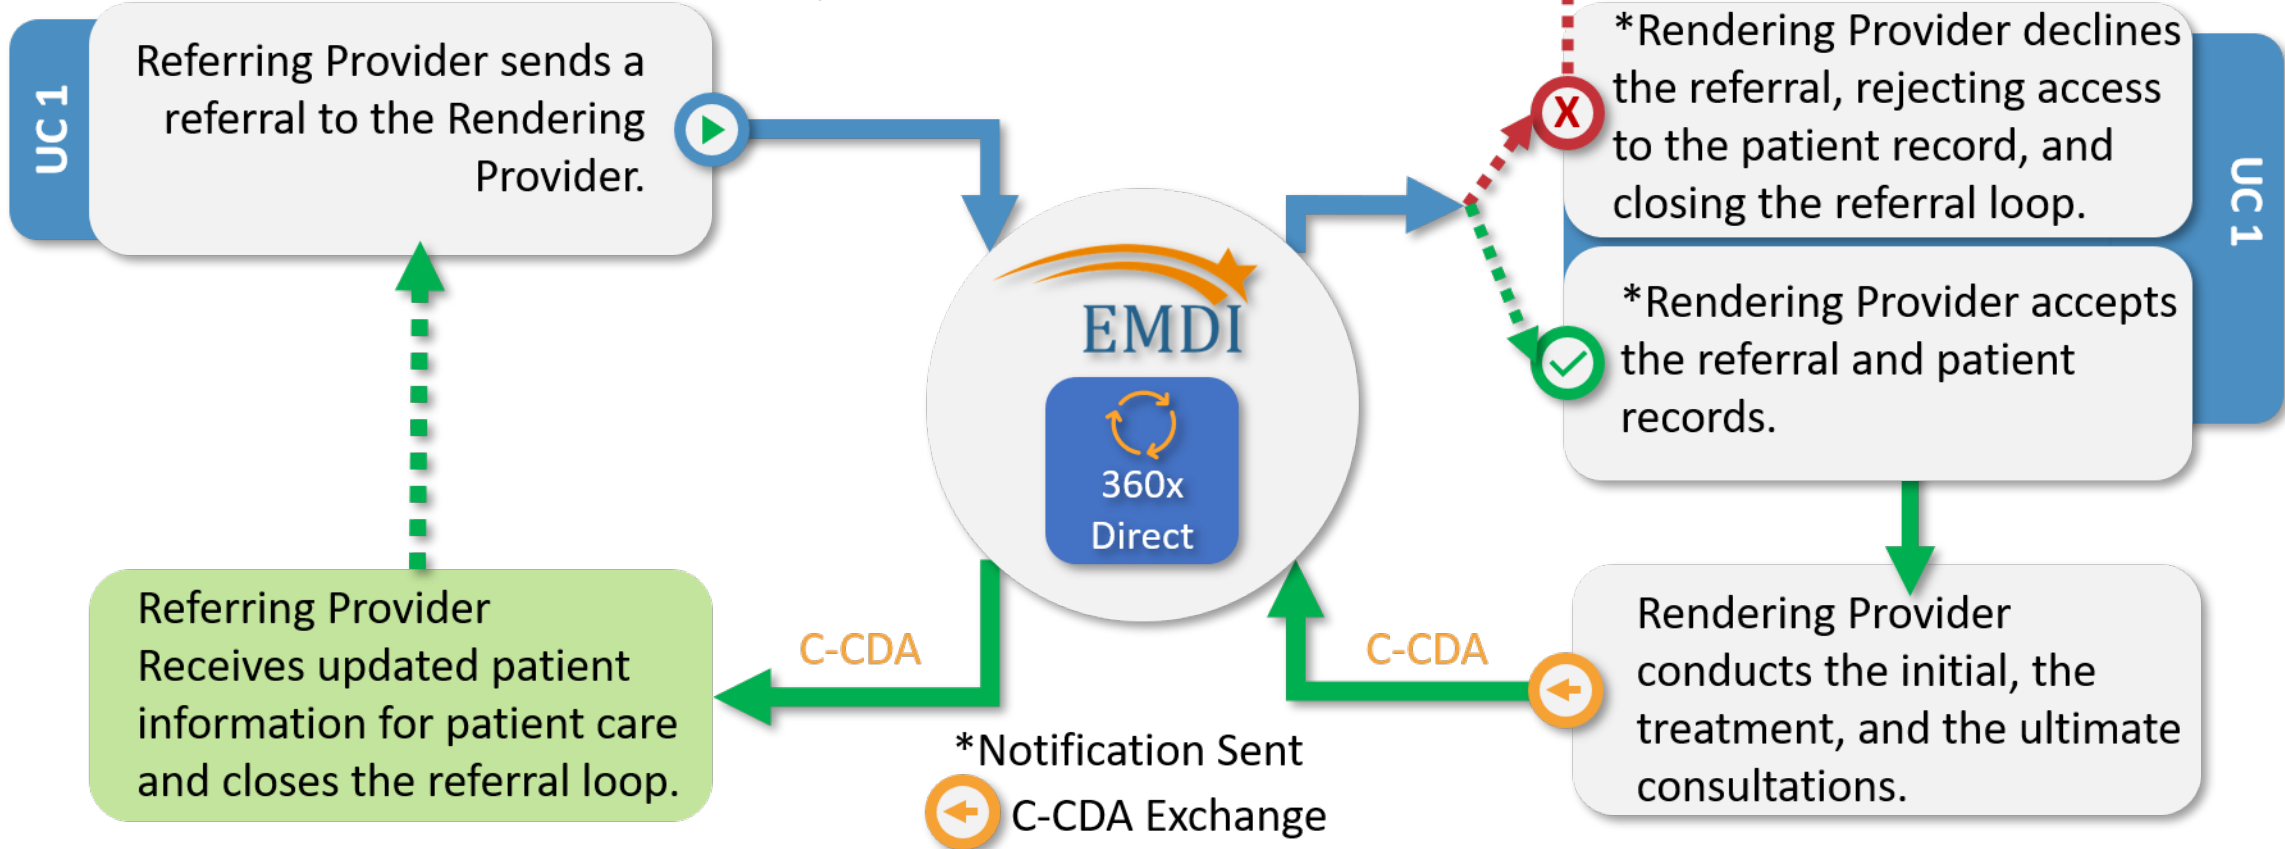 UC 1
Referring Provider sends a
referral to the Rendering
Provider.
X
*Rendering Provider declines
the referral, rejecting access
to the patient record, and
closing the referral loop.
UC 1
*Rendering Provider accepts
the referral and patient
records.
EMDI
360x
Direct
Referring Provider
Receives updated patient
information for patient care
and closes the referral loop.
C-CDA
C-CDA
Rendering Provider
conducts the initial, the
treatment, and the ultimate
consultations.
*Notification Sent
C-CDA Exchange